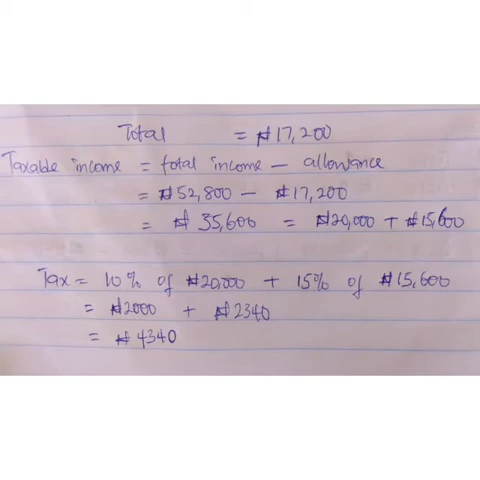 Total = ₦17,200
Taxable income = total income - allowance
= ₦52,800 - ₦17,200
= ₦ 35,600 = ₦20,000 + ₦15,600
Tax = 10% of ₦20,000 + 15% of ₦15,600
= ₦2000 + ₦2340
= ₦4340